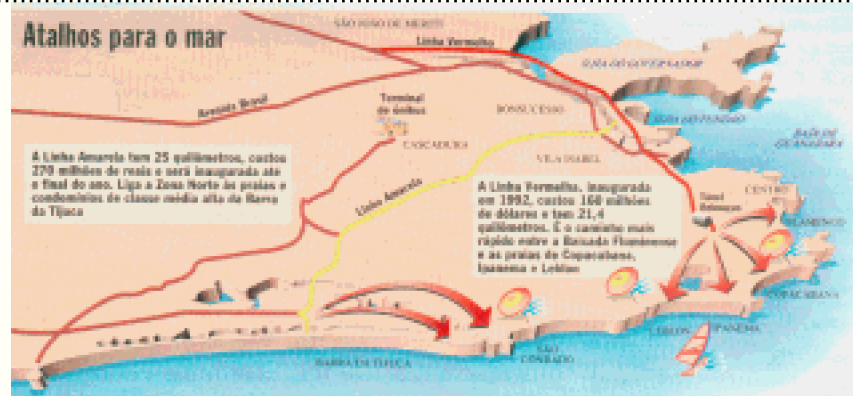 Atalhos para o mar
SÃO JOÃO DE MERITI
Linha Vermelha
ILHA DO GOVERNADOR
Avenida Brasil
Terminal
de ônibus
BONSUCESSO
ILHA DO FUNDÃO
BAÍA DE
GUANABARA
CASCADURA
VILA ISABEL
A Linha Amarela tem 25 quilômetros, custou
270 milhões de reais e será inaugurada até
o final do ano. Liga a Zona Norte às praias e
condomínios de classe média alta da Barra
da Tijuca
Linha Amarela
A Linha Vermelha, inaugurada
em 1992, custou 160 milhões
de dólares e tem 21,4
quilômetros. É o caminho mais
rápido entre a Baixada Fluminense
e as praias de Copacabana,
Ipanema e Leblon
Túnel
Rebouças
CENTRO
FLAMENGO
COPACABANA
LEBLON
IPANEMA
SÃO
CONRADO
BARRA DA TIJUCA